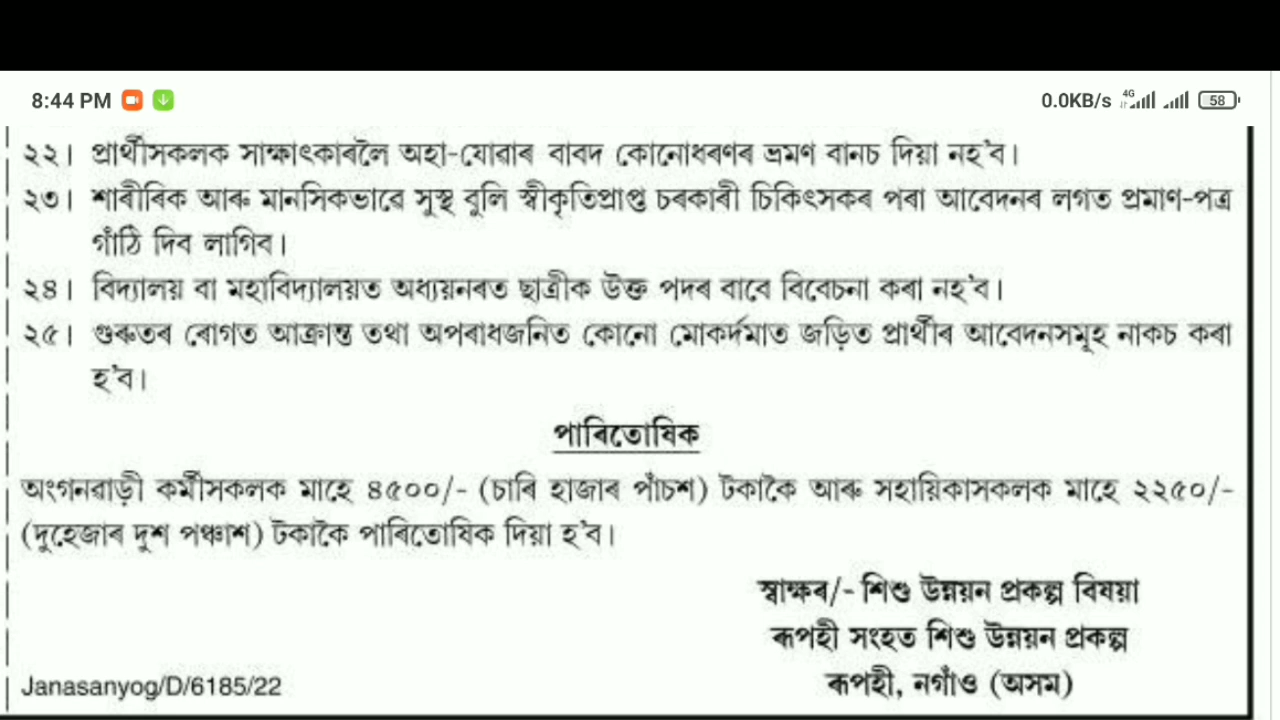 8:44 PM 0.0KB/s 4G 58
২২। প্ৰাৰ্থীসকলক সাক্ষাৎকাৰলৈ অহা-যোৱাৰ বাবদ কোনোধৰণৰ ভ্ৰমণ বানচ দিয়া নহ'ব।
২৩। শাৰীৰিক আৰু মানসিকভাৱে সুস্থ বুলি স্বীকৃতিপ্ৰাপ্ত চৰকাৰী চিকিৎসকৰ পৰা আবেদনৰ লগত প্ৰমাণ-পত্ৰ
গাঁঠি দিব লাগিব।
২৪। বিদ্যালয় বা মহাবিদ্যালয়ত অধ্যয়নৰত ছাত্ৰীক উক্ত পদৰ বাবে বিবেচনা কৰা নহ'ব।
২৫। গুৰুতৰ ৰোগত আক্ৰান্ত তথা অপৰাধজনিত কোনো মোকৰ্দমাত জড়িত প্ৰাৰ্থীৰ আবেদনসমূহ নাকচ কৰা
হ'ব।
পাৰিতোষিক
অংগনৱাড়ী কৰ্মীসকলক মাহে ৪৫০০/- (চাৰি হাজাৰ পাঁচশ) টকাকৈ আৰু সহায়িকাসকলক মাহে ২২৫০/-
(দুহেজাৰ দুশ পঞ্চাশ) টকাকৈ পাৰিতোষিক দিয়া হ'ব।
স্বাক্ষৰ/- শিশু উন্নয়ন প্ৰকল্প বিষয়া
ৰূপহী সংহত শিশু উন্নয়ন প্ৰকল্প
Janasanyog/D/6185/22 ৰূপহী, নগাঁও (অসম)